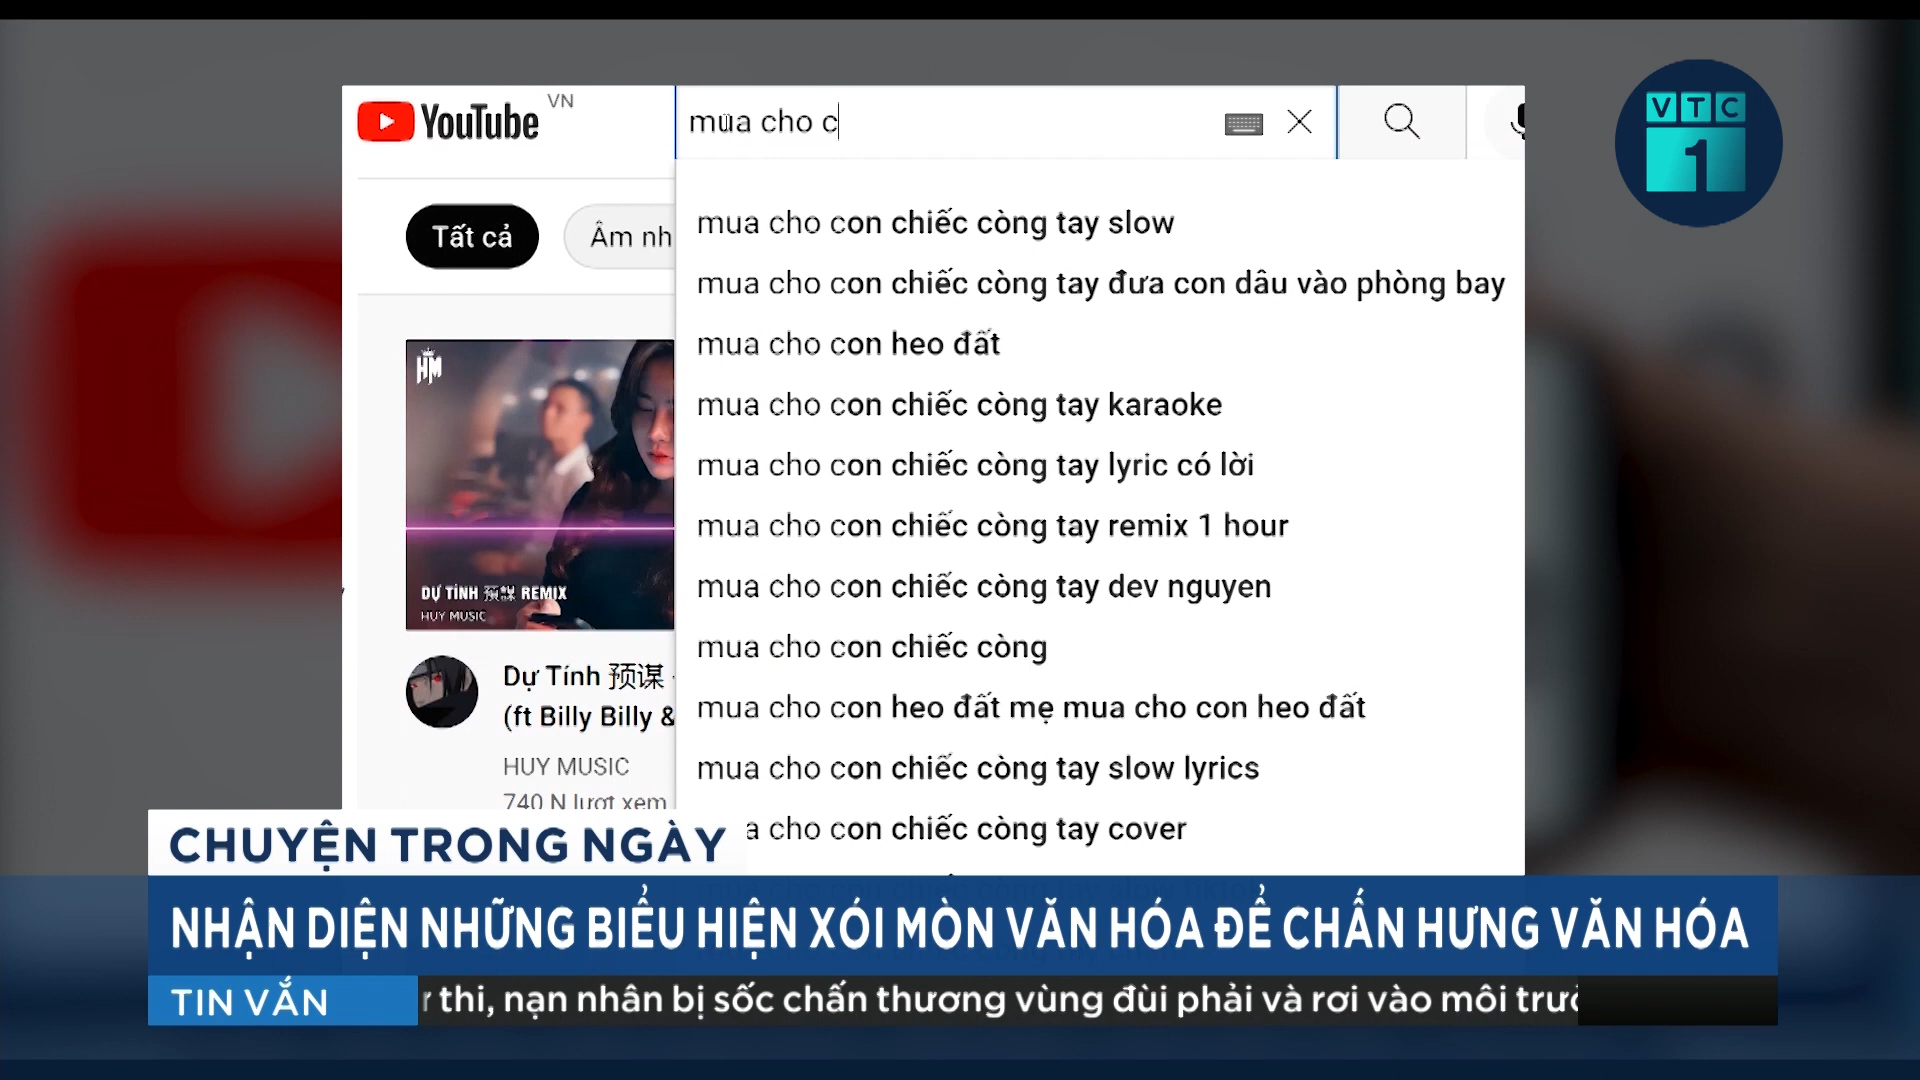 VTC
1
YouTube VN
mua cho c
Tất cả
Âm nh
mua cho con chiếc còng tay slow
mua cho con chiếc còng tay đưa con dâu vào phòng bay
mua cho con heo đất
mua cho con chiếc còng tay karaoke
mua cho con chiếc còng tay lyric có lời
mua cho con chiếc còng tay remix 1 hour
mua cho con chiếc còng tay dev nguyen
mua cho con chiếc còng
mua cho con heo đất mẹ mua cho con heo đất
mua cho con chiếc còng tay slow lyrics
a cho con chiếc còng tay cover
HM
DỰ TÍNH 预谋 REMIX
HUY MUSIC
Dự Tính 预谋
(ft Billy Billy &
HUY MUSIC
740 N lượt xem
CHUYỆN TRONG NGÀY
NHẬN DIỆN NHỮNG BIỂU HIỆN XÓI MÒN VĂN HÓA ĐỂ CHẤN HƯNG VĂN HÓA
TIN VẮN
thi, nạn nhân bị sốc chấn thương vùng đùi phải và rơi vào môi trườ